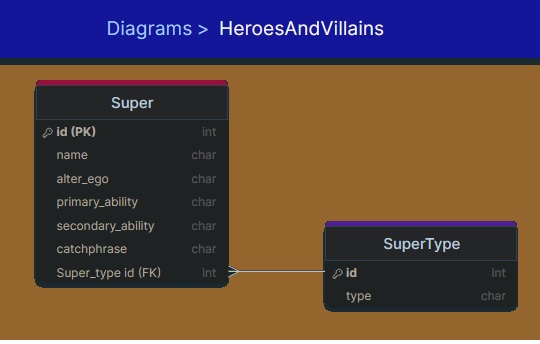 Diagrams > HeroesAndVillains
Super
id (PK) int
name char
alter_ego char
primary_ability char
secondary_ability char
catchphrase char
Super_type id (FK) int
SuperType
id int
type char